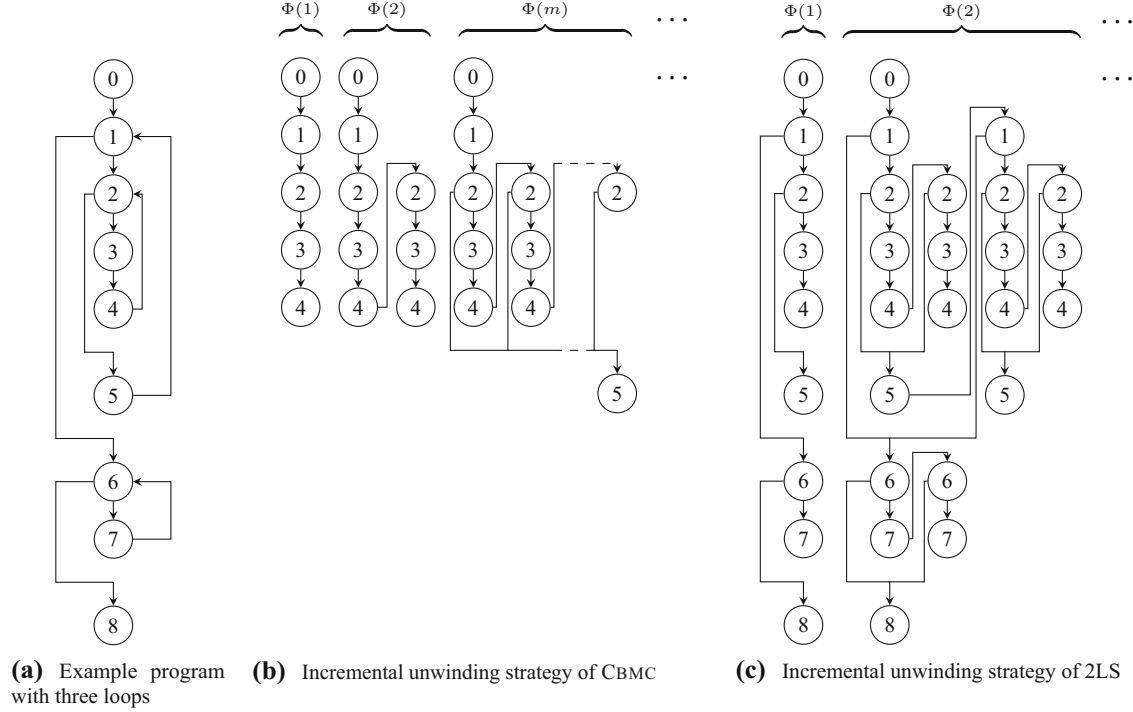 Φ(1) Φ(2) Φ(m) ··· Φ(1) Φ(2) ···
0 0 0 0 ··· 0 0 ···
1 1 1 1 1 1 1
2 2 2 2 2 2 2 2 2 2 2 2
3 3 3 3 3 3 3 3 3 3 3
4 4 4 4 4 4 4 4 4 4 4
5 5 5 5 5
6 6 6 6
7 7 7 7
8 8 8
(a) Example program
with three loops
(b) Incremental unwinding strategy of CBMC
(c) Incremental unwinding strategy of 2LS